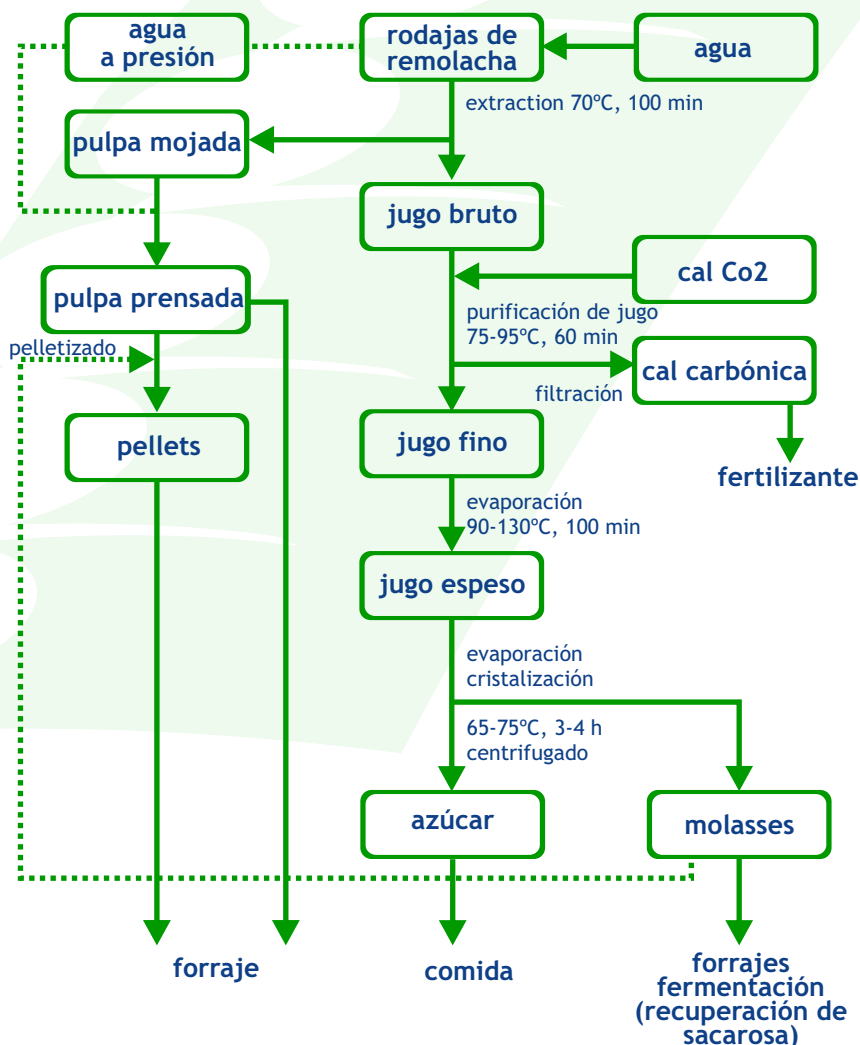 agua
a presión
rodajas de
remolacha
agua
extraction 70ºC, 100 min
pulpa mojada
jugo bruto
cal Co2
pulpa prensada
purificación de jugo
75-95ºC, 60 min
pelletizado
cal carbónica
filtración
pellets
jugo fino
fertilizante
evaporación
90-130ºC, 100 min
jugo espeso
evaporación
cristalización
65-75ºC, 3-4 h
centrifugado
azúcar
molasses
forraje
comida
forrajes
fermentación
(recuperación de
sacarosa)